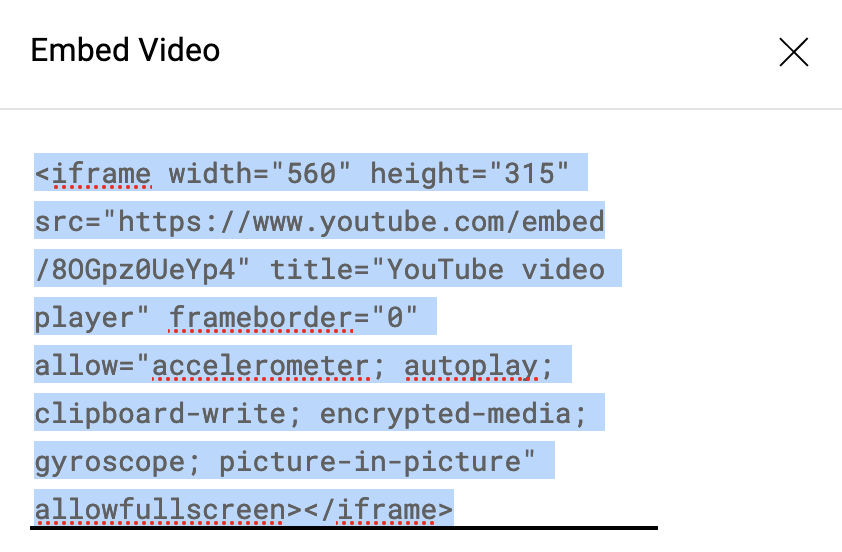 Embed Video
<iframe width="560" height="315"
src="https://www.youtube.com/embed
/8OGpz0UeYp4" title="YouTube video
player" frameborder="0"
allow="accelerometer; autoplay;
clipboard-write; encrypted-media;
gyroscope; picture-in-picture"
allowfullscreen></iframe>